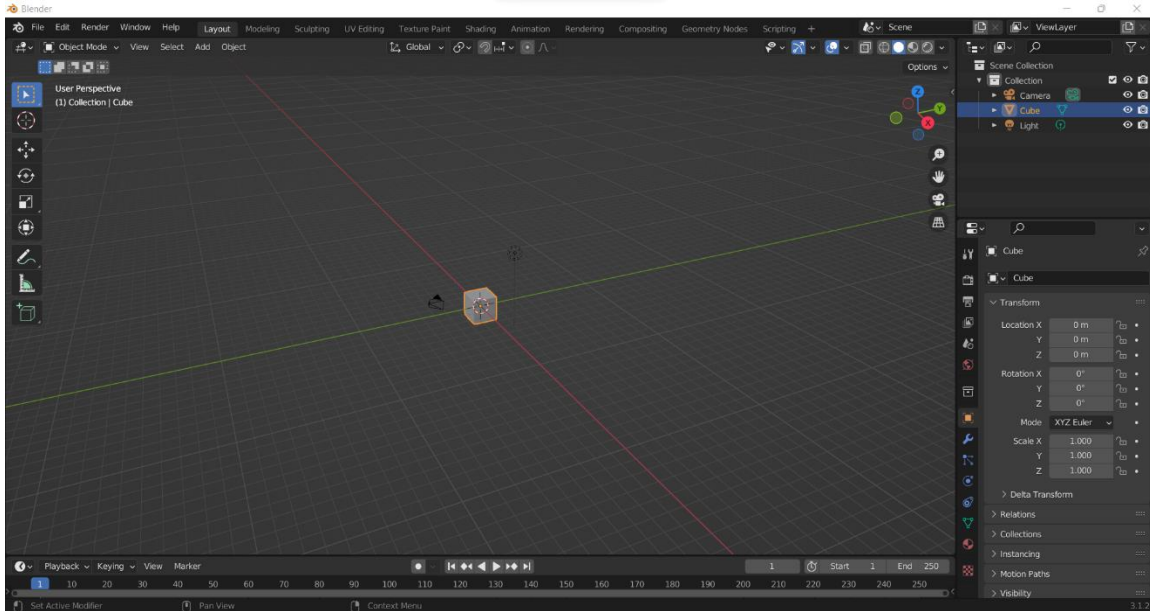 Blender
File Edit Render Window Help Layout Modeling Sculpting UV Editing Texture Paint Shading Animation Rendering Compositing Geometry Nodes Scripting + Scene ViewLayer
Object Mode View Select Add Object Global
Options
User Perspective
(1) Collection | Cube
Z
Y
X
Scene Collection
Collection
Camera
Cube
Light
Cube
Cube
Transform
Location X 0 m
Y 0 m
Z 0 m
Rotation X 0°
Y 0°
Z 0°
Mode XYZ Euler
Scale X 1.000
Y 1.000
Z 1.000
Delta Transform
Relations
Collections
Instancing
Motion Paths
Visibility
Playback Keying View Marker 1 Start 1 End 250
1 10 20 30 40 50 60 70 80 90 100 110 120 130 140 150 160 170 180 190 200 210 220 230 240 250
Set Active Modifier Pan View Context Menu 3.1.2